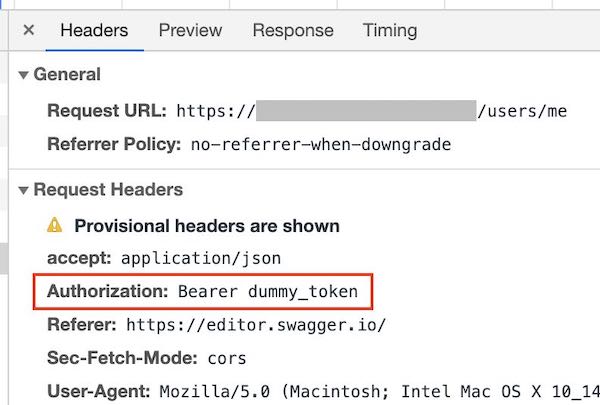 × Headers Preview Response Timing
▼ General
Request URL: https:// /users/me
Referrer Policy: no-referrer-when-downgrade
▼ Request Headers
Provisional headers are shown
accept: application/json
Authorization: Bearer dummy_token
Referer: https://editor.swagger.io/
Sec-Fetch-Mode: cors
User-Agent: Mozilla/5.0 (Macintosh; Intel Mac OS X 10_14